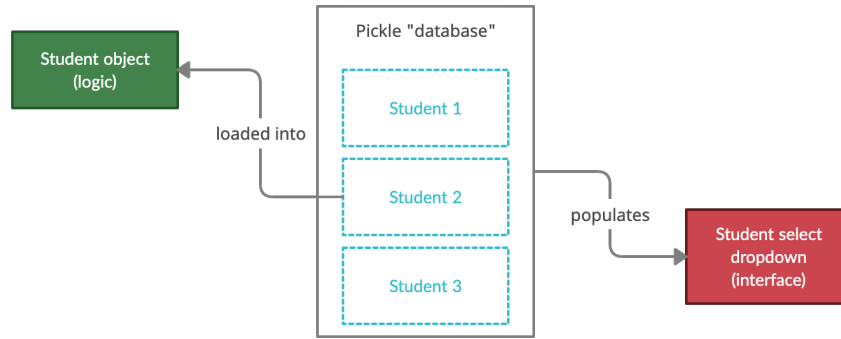 Pickle "database"
Student object
(logic)
Student 1
loaded into
Student 2
populates
Student select
dropdown
(interface)
Student 3